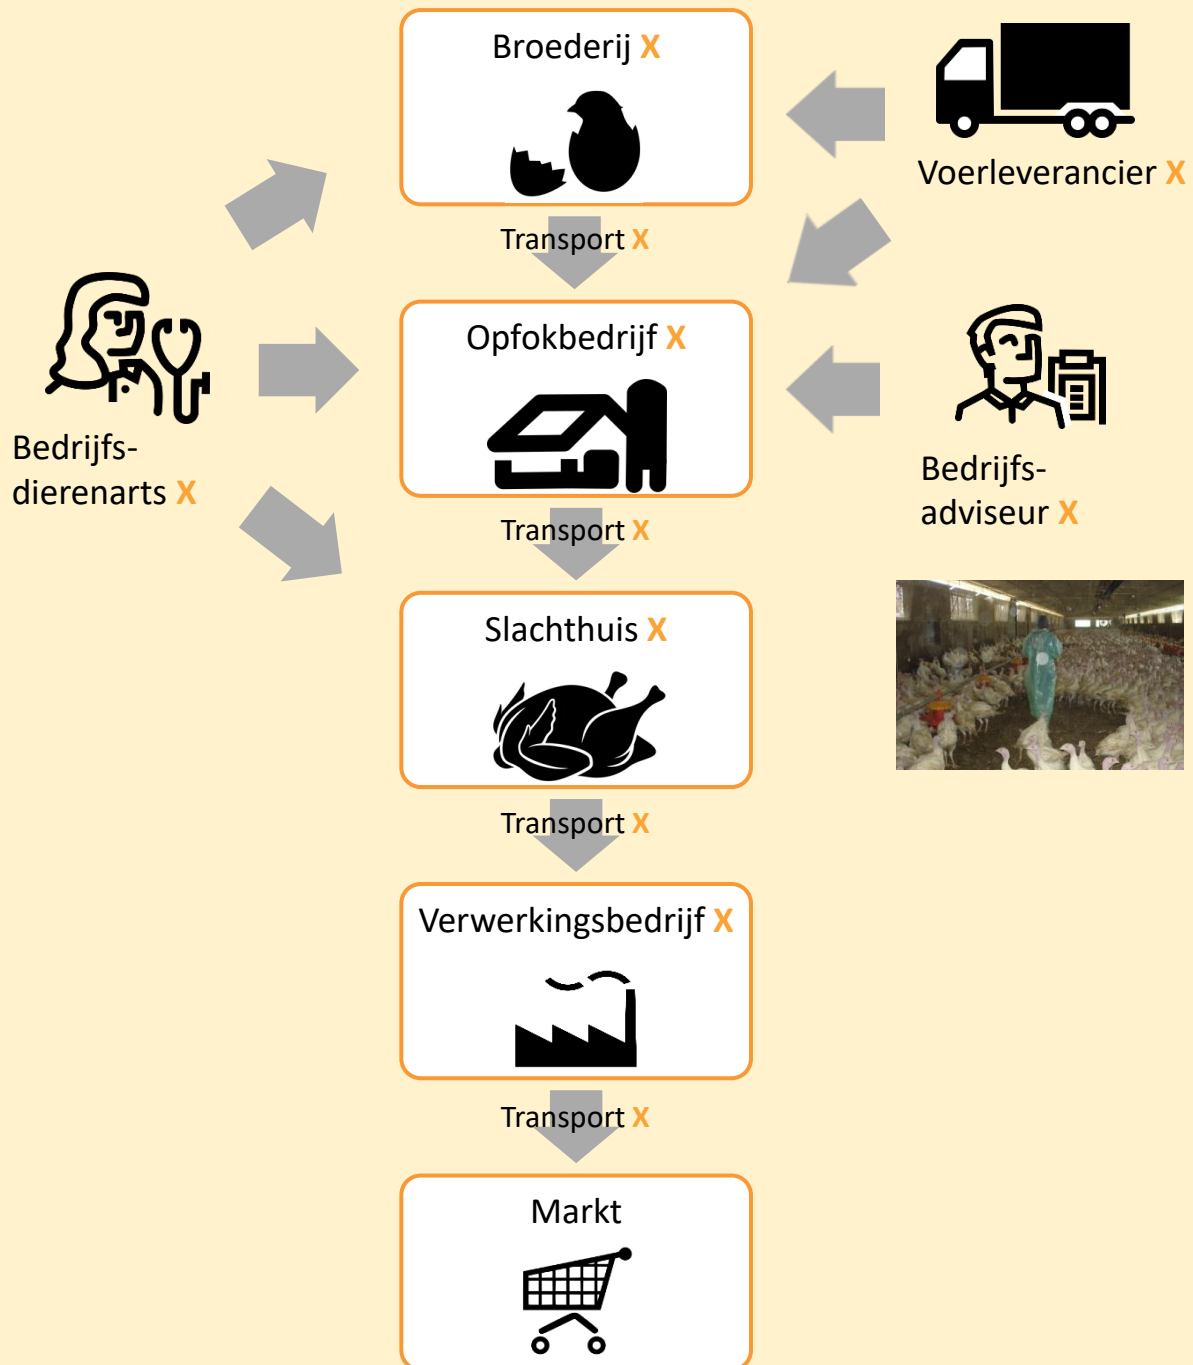 Broederij X
Voerleverancier X
Transport X
Opfokbedrijf X
Bedrijfs-
dierenarts X
Bedrijfs-
adviseur X
Transport X
Slachthuis X
Transport X
Verwerkingsbedrijf X
Transport X
Markt